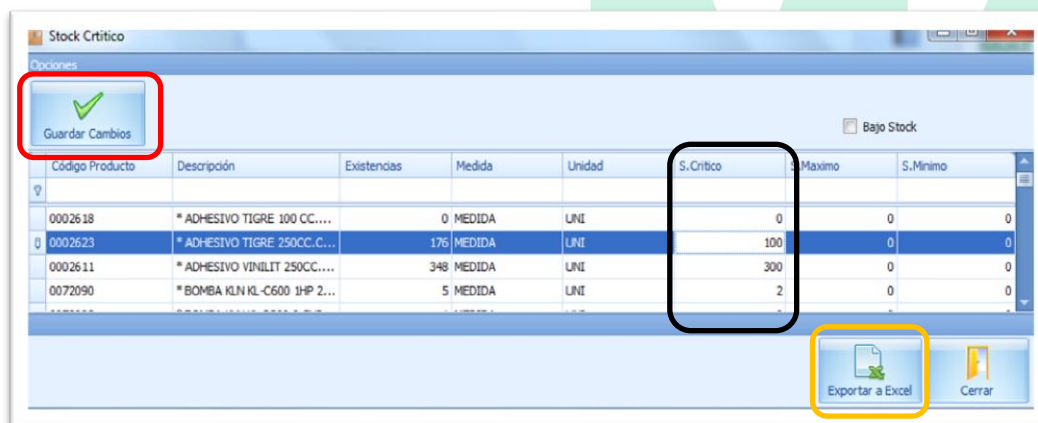 Stock Crtitico
Opciones
Guardar Cambios
Bajo Stock
Código Producto Descripción Existencias Medida Unidad S.Critico S.Maximo S.Minimo
0002618 * ADHESIVO TIGRE 100 CC.... 0 MEDIDA UNI 0 0 0
0002623 * ADHESIVO TIGRE 250CC.C... 176 MEDIDA UNI 100 0 0
0002611 * ADHESIVO VINILIT 250CC.... 348 MEDIDA UNI 300 0 0
0072090 * BOMBA KLN KL-C600 1HP 2... 5 MEDIDA UNI 2 0 0
Exportar a Excel Cerrar